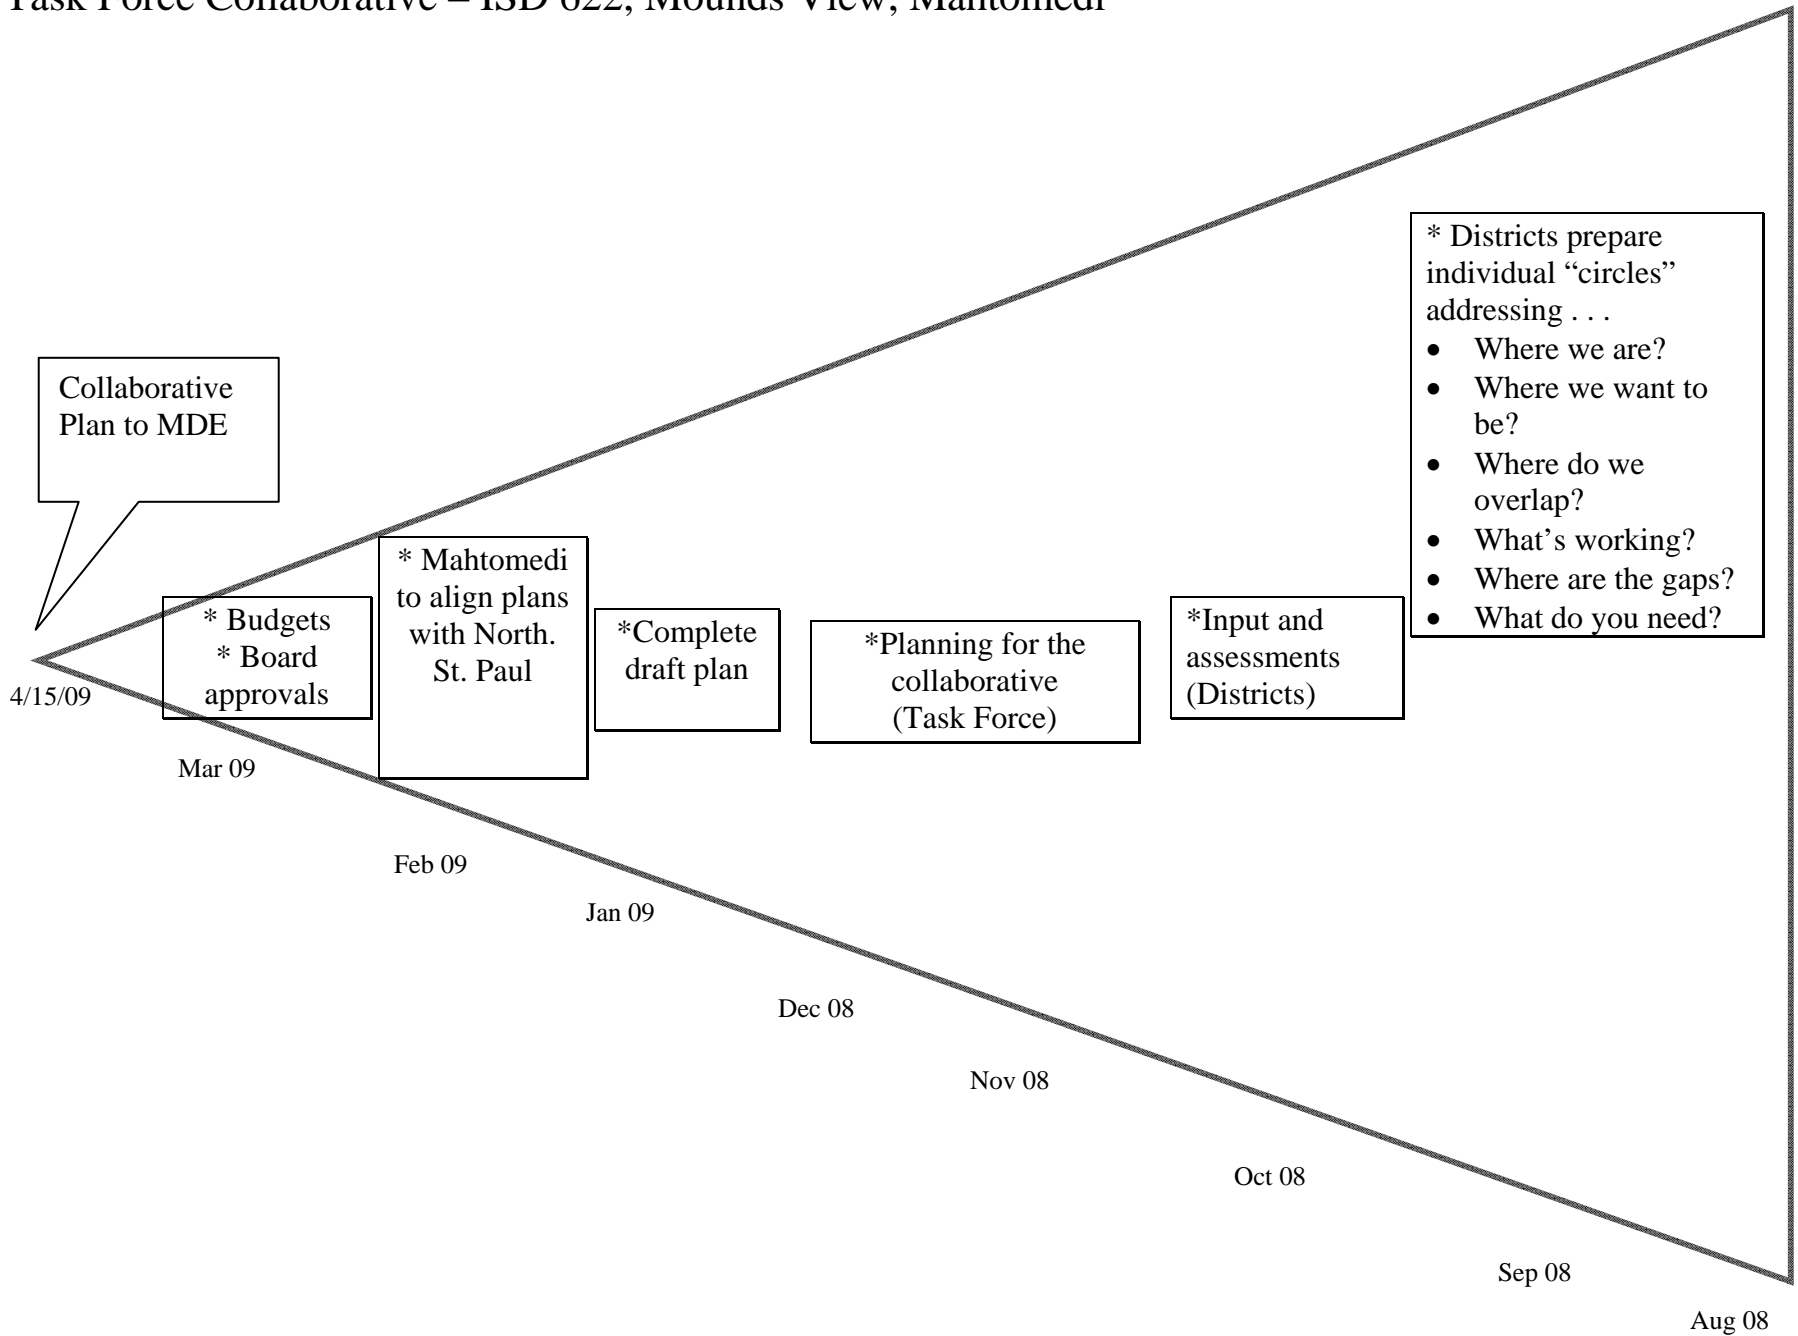 Task Force Collaborative – ISD 622, Mounds View, Mahtomedi
* Districts prepare
individual “circles”
addressing . . .
• Where we are?
• Where we want to
be?
• Where do we
overlap?
• What’s working?
• Where are the gaps?
• What do you need?
Collaborative
Plan to MDE
* Budgets
* Board
approvals
* Mahtomedi
to align plans
with North.
St. Paul
*Complete
draft plan
*Planning for the
collaborative
(Task Force)
*Input and
assessments
(Districts)
4/15/09
Mar 09
Feb 09
Jan 09
Dec 08
Nov 08
Oct 08
Sep 08
Aug 08